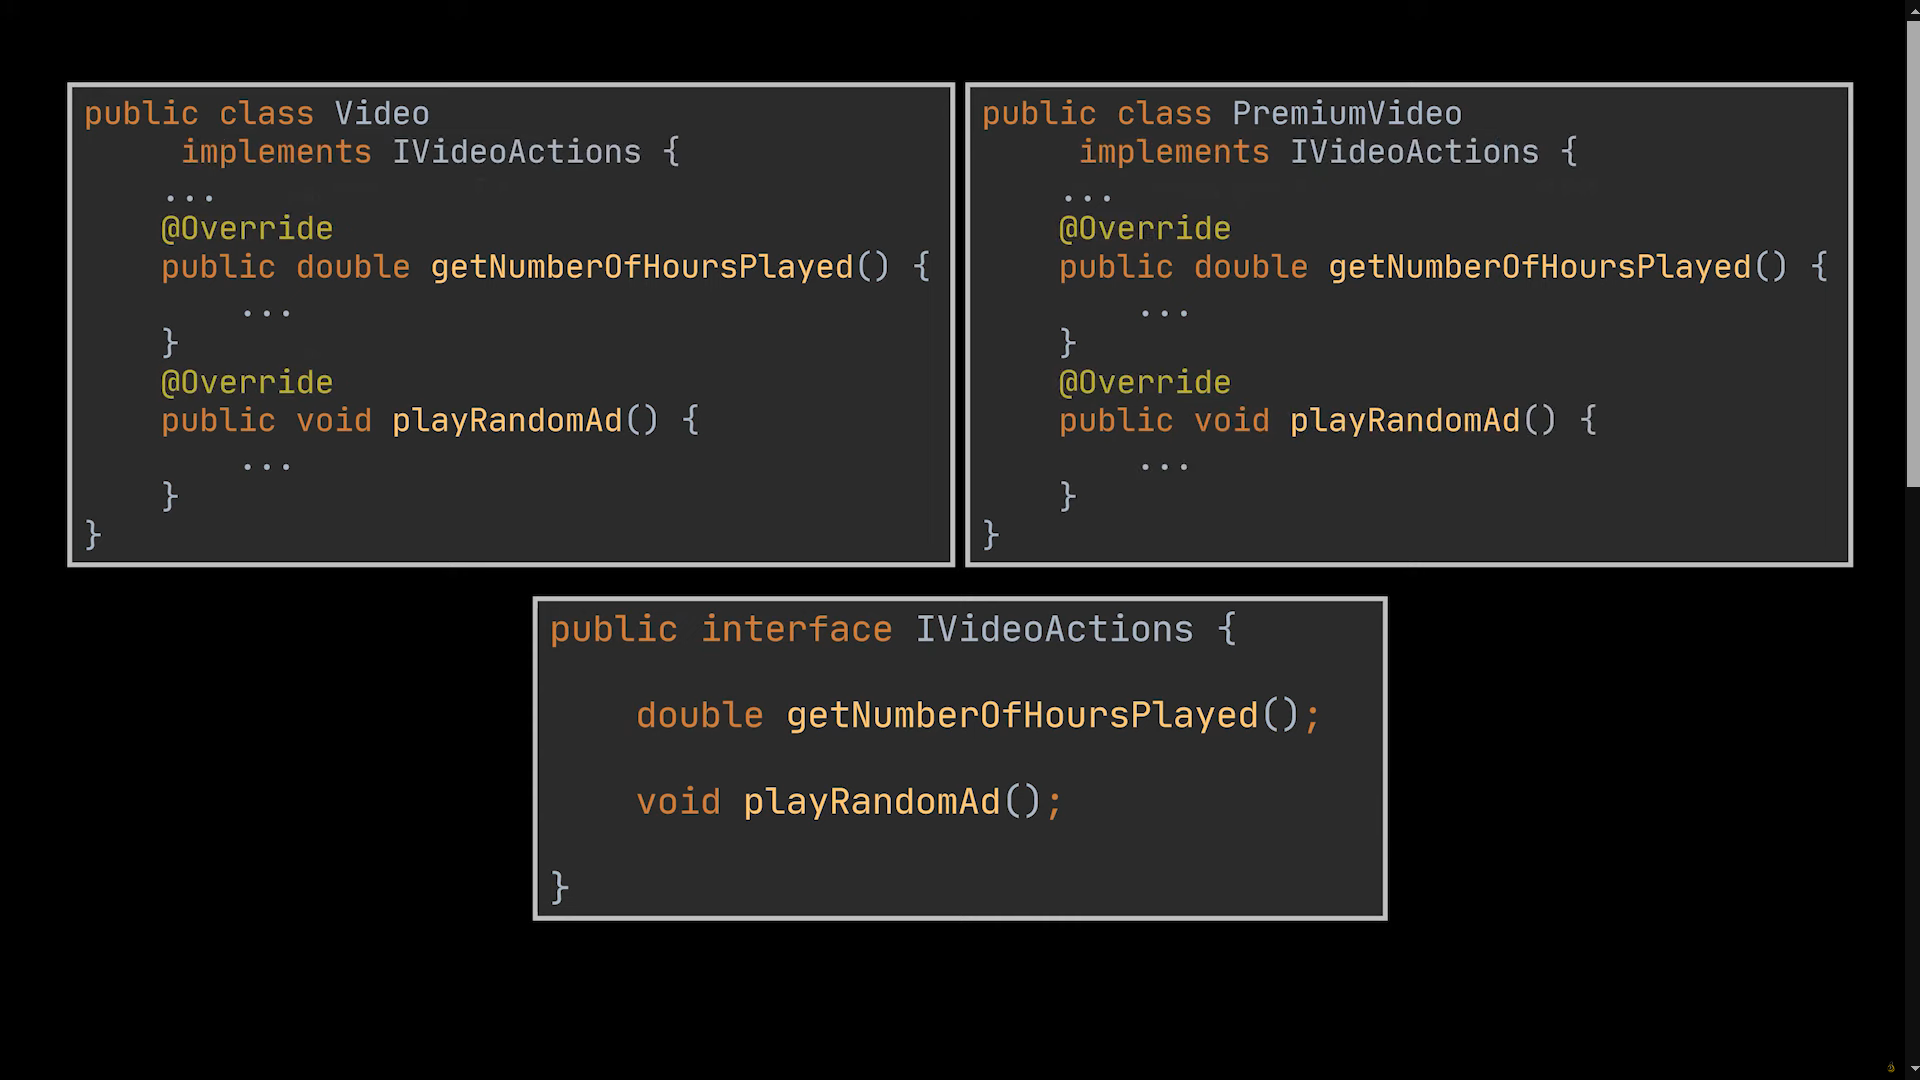 public class Video
implements IVideoActions {
...
@Override
public double getNumberOfHoursPlayed() {
...
}
@Override
public void playRandomAd() {
...
}
}
public class PremiumVideo
implements IVideoActions {
...
@Override
public double getNumberOfHoursPlayed() {
...
}
@Override
public void playRandomAd() {
...
}
}
public interface IVideoActions {
double getNumberOfHoursPlayed();
void playRandomAd();
}